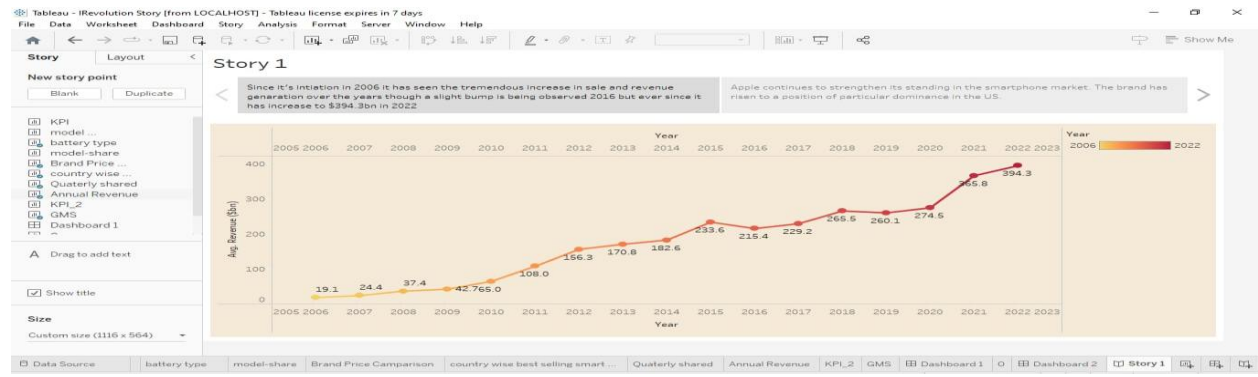 Tableau - IRevolution Story [from LOCALHOST] - Tableau license expires in 7 days
File Data Worksheet Dashboard Story Analysis Format Server Window Help
Show Me
Story Layout
New story point
Blank Duplicate
KPI
model ...
battery type
model-share
Brand Price ...
country wise ...
Quaterly shared
Annual Revenue
KPI_2
GMS
Dashboard 1
A Drag to add text
Show title
Size
Custom size (1116 x 564)
Story 1
Since it's intiation in 2006 it has seen the tremendous increase in sale and revenue
genaration over the years though a slight bump is being observed 2016 but ever since it
has increase to $394.3bn in 2022
Apple continues to strengthen its standing in the smartphone market. The brand has
risen to a position of particular dominance in the US.
Year
2005 2006 2007 2008 2009 2010 2011 2012 2013 2014 2015 2016 2017 2018 2019 2020 2021 2022 2023
Avg. Revenue ($bn)
400
300
200
100
0
19.1 24.4 37.4 42.7 65.0 108.0 156.3 170.8 182.6 233.6 215.4 229.2 265.5 260.1 274.5 365.8 394.3
2005 2006 2007 2008 2009 2010 2011 2012 2013 2014 2015 2016 2017 2018 2019 2020 2021 2022 2023
Year
Year
2006 2022
Data Source battery type model-share Brand Price Camparison country wise best selling smart ... Quaterly shared Annual Revenue KPI_2 GMS Dashboard 1 O Dashboard 2 Story 1